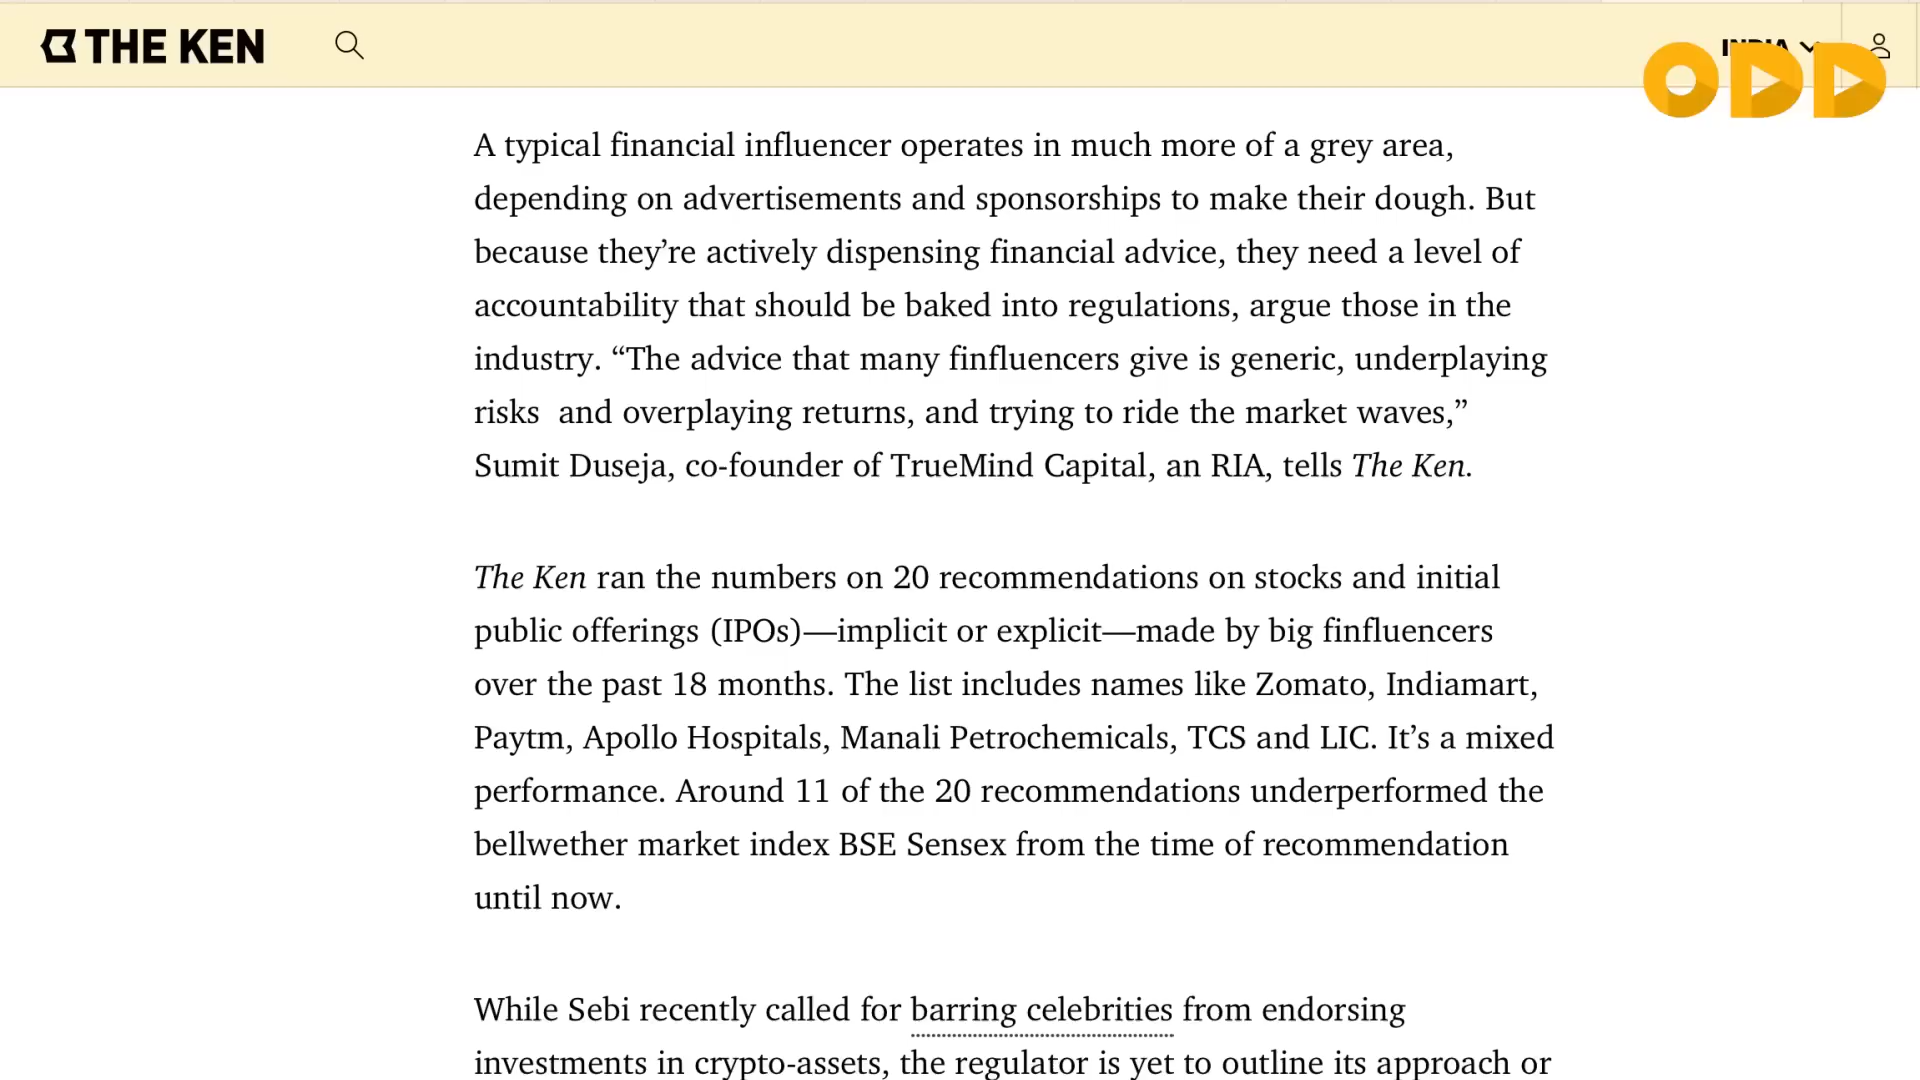 THE KEN
INDIA
ODD
A typical financial influencer operates in much more of a grey area,
depending on advertisements and sponsorships to make their dough. But
because they’re actively dispensing financial advice, they need a level of
accountability that should be baked into regulations, argue those in the
industry. “The advice that many finfluencers give is generic, underplaying
risks  and overplaying returns, and trying to ride the market waves,”
Sumit Duseja, co-founder of TrueMind Capital, an RIA, tells The Ken.
The Ken ran the numbers on 20 recommendations on stocks and initial
public offerings (IPOs)—implicit or explicit—made by big finfluencers
over the past 18 months. The list includes names like Zomato, Indiamart,
Paytm, Apollo Hospitals, Manali Petrochemicals, TCS and LIC. It’s a mixed
performance. Around 11 of the 20 recommendations underperformed the
bellwether market index BSE Sensex from the time of recommendation
until now.
While Sebi recently called for barring celebrities from endorsing
investments in crypto-assets, the regulator is yet to outline its approach or